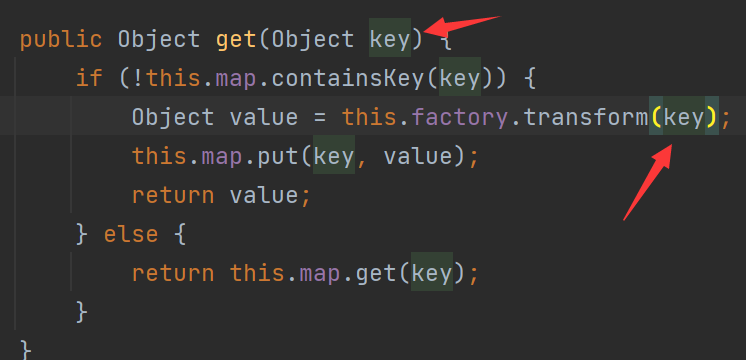 public Object get(Object key) {
if (!this.map.containsKey(key)) {
Object value = this.factory.transform(key);
this.map.put(key, value);
return value;
} else {
return this.map.get(key);
}
}